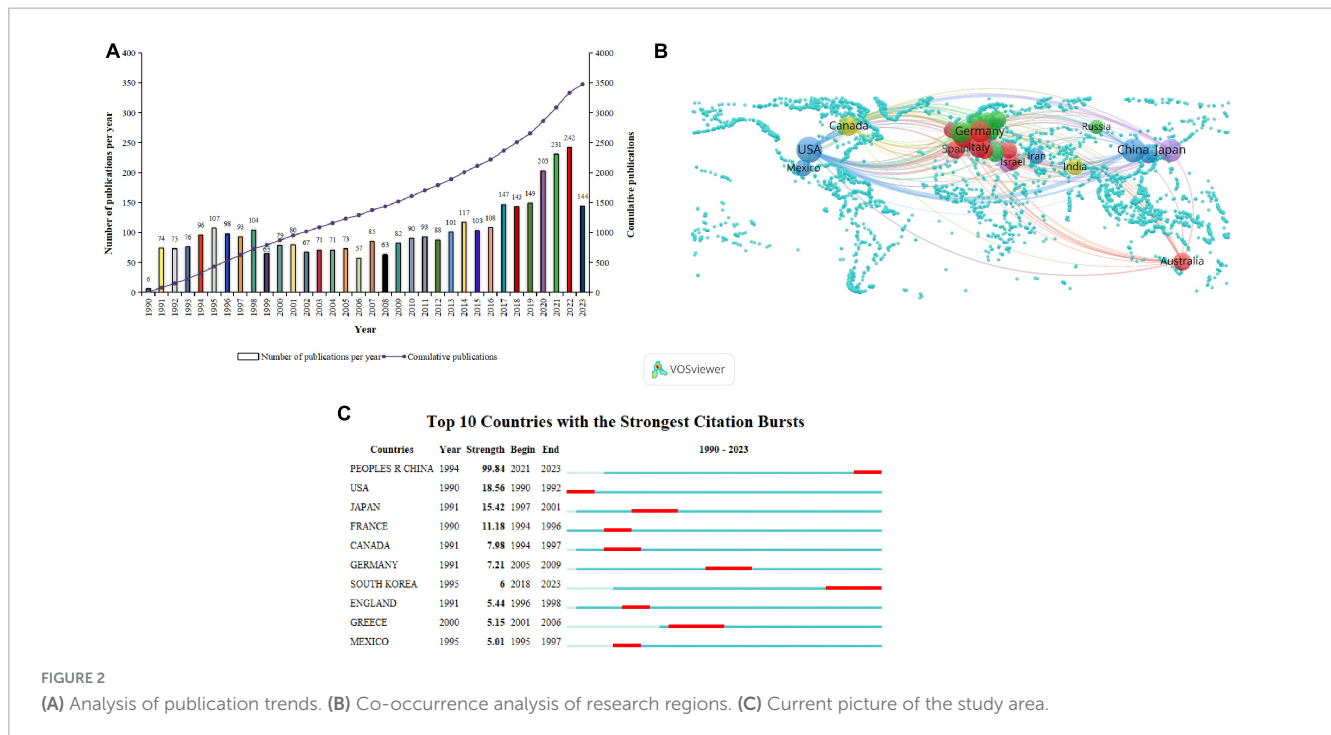 A
Number of publications per year
400
350
300
250
200
150
100
50
0
6 74 73 76 96 107 98 93 104 65 79 80 67 71 71 73 57 85 63 82 90 93 88 101 117 103 108 147 143 149 203 231 242 144
1990 1991 1992 1993 1994 1995 1996 1997 1998 1999 2000 2001 2002 2003 2004 2005 2006 2007 2008 2009 2010 2011 2012 2013 2014 2015 2016 2017 2018 2019 2020 2021 2022 2023
4000
3500
3000
2500
2000
1500
1000
500
0
Cumulative publications
Year
Number of publications per year Comulative publications
B
Canada
USA
Mexico
Germany
Spain Italy
Israel
Iran
Russia
India
China Japan
Australia
VOSviewer
C
Top 10 Countries with the Strongest Citation Bursts
Countries Year Strength Begin End 1990 - 2023
PEOPLES R CHINA 1994 99.84 2021 2023
USA 1990 18.56 1990 1992
JAPAN 1991 15.42 1997 2001
FRANCE 1990 11.18 1994 1996
CANADA 1991 7.98 1994 1997
GERMANY 1991 7.21 2005 2009
SOUTH KOREA 1995 6 2018 2023
ENGLAND 1991 5.44 1996 1998
GREECE 2000 5.15 2001 2006
MEXICO 1995 5.01 1995 1997
FIGURE 2
(A) Analysis of publication trends. (B) Co-occurrence analysis of research regions. (C) Current picture of the study area.